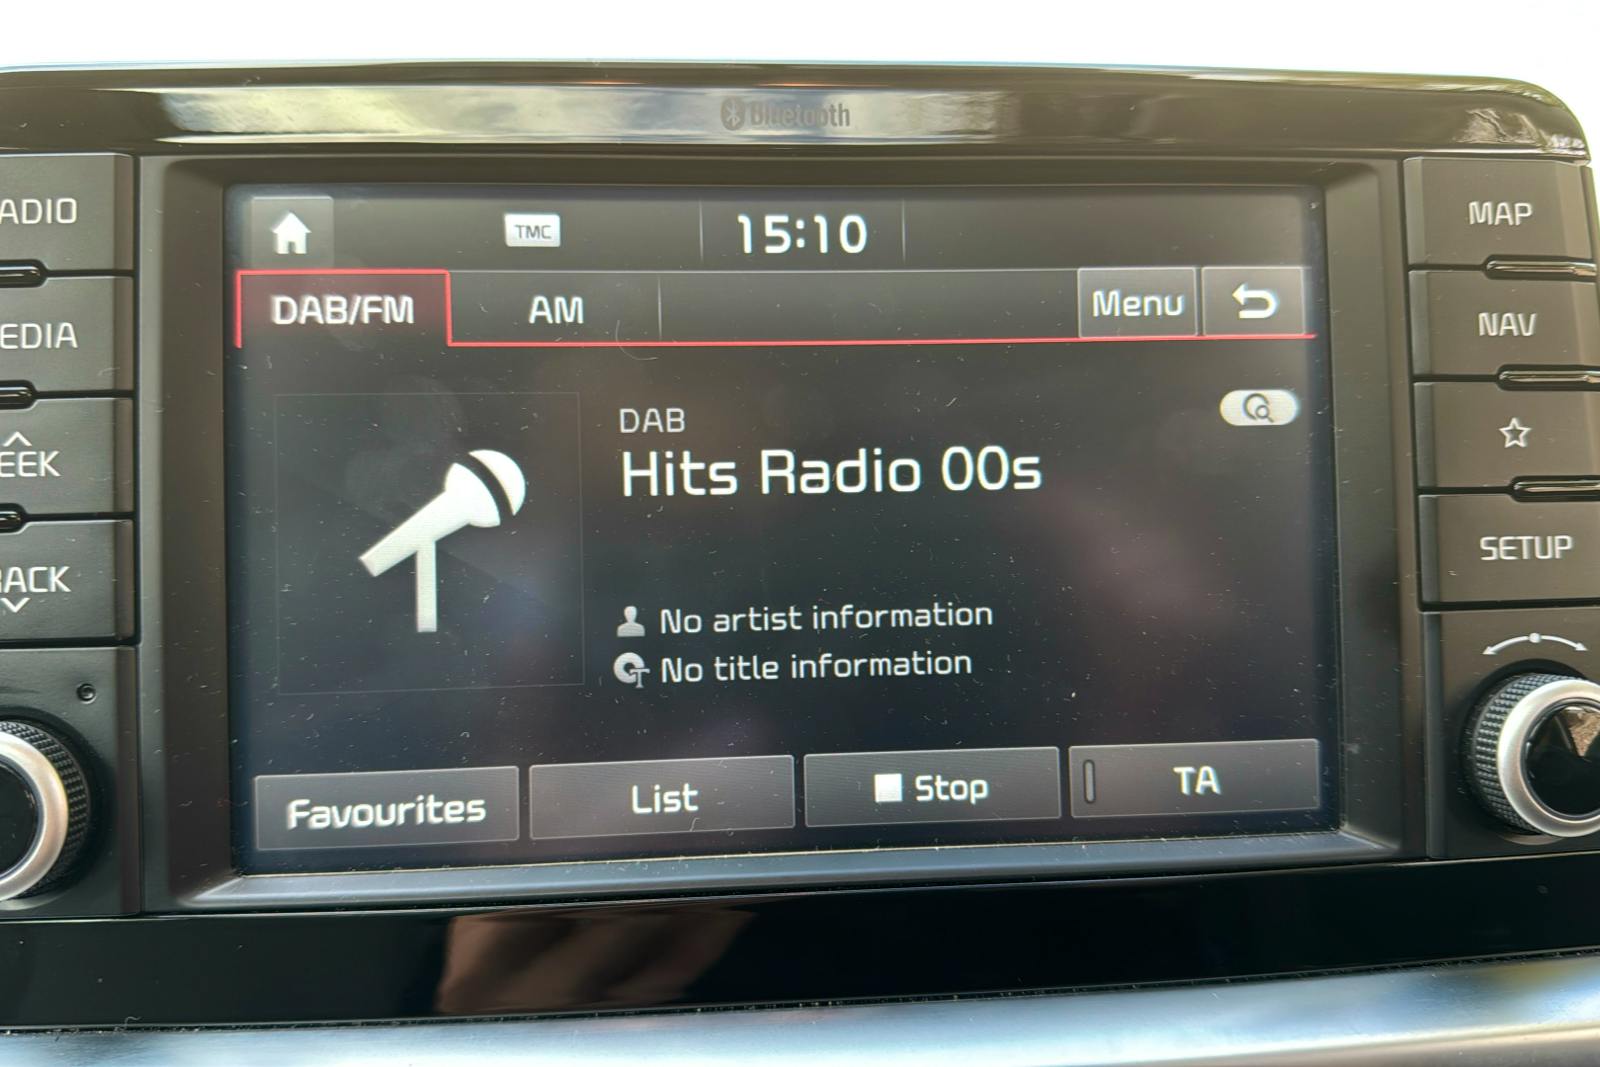 Bluetooth
ADIO
EDIA
EEK
RACK
TMC
15:10
DAB/FM
AM
Menu
DAB
Hits Radio 00s
No artist information
No title information
Favourites
List
Stop
TA
MAP
NAV
SETUP